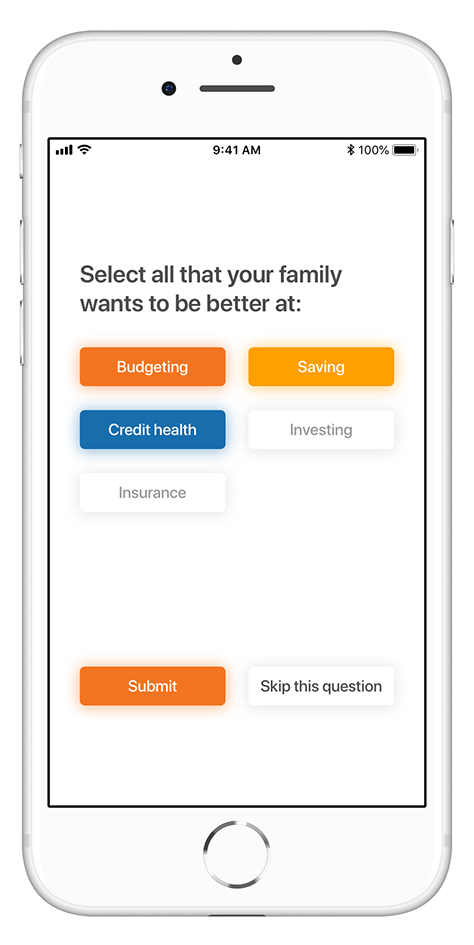 9:41 AM 100%
Select all that your family
wants to be better at:
Budgeting Saving
Credit health Investing
Insurance
Submit Skip this question